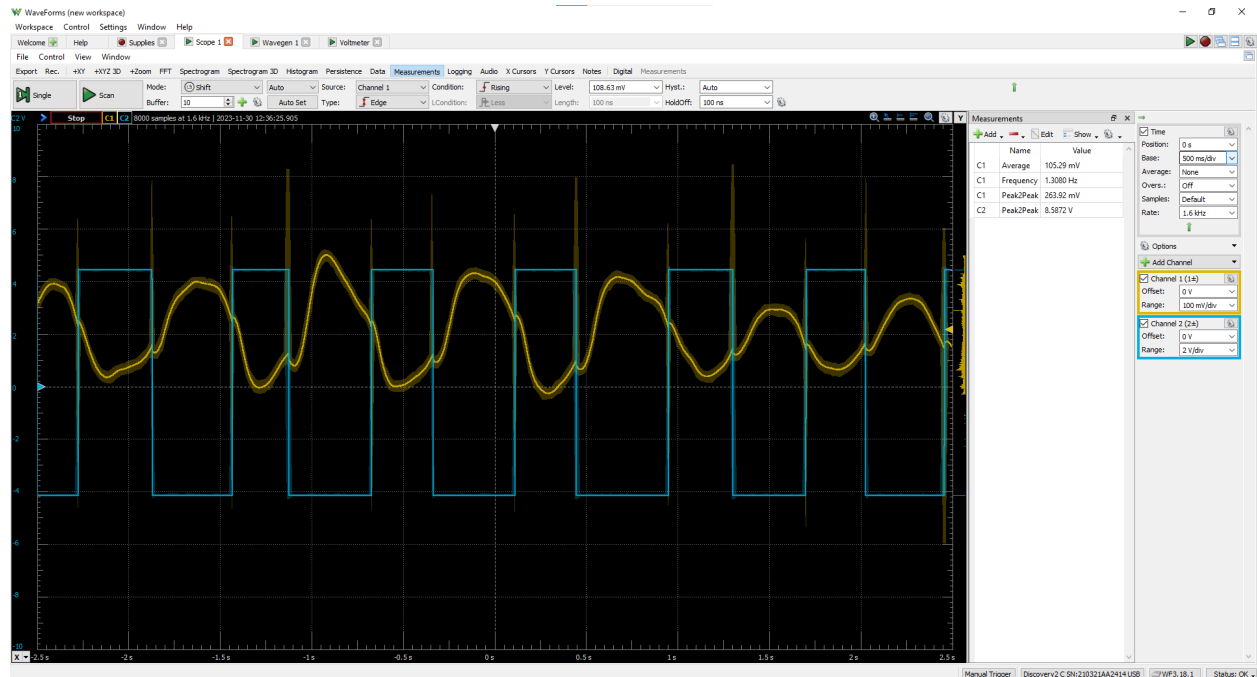 WaveForms (new workspace)
Workspace Control Settings Window Help
Welcome Help Supplies Scope 1 Wavegen 1 Voltmeter
File Control View Window
Export Rec. +XY +XYZ 3D +Zoom FFT Spectrogram Spectrogram 3D Histogram Persistence Data Measurements Logging Audio X Cursors Y Cursors Notes Digital Measurements
Single Scan Mode: Shift Auto Source: Channel 1 Condition: Rising Level: 108.63 mV Hyst.: Auto
Buffer: 10 Auto Set Type: Edge LCondition: Less Length: 100 ns HoldOff: 100 ns
C2 V Stop C1 C2 8000 samples at 1.6 kHz | 2023-11-30 12:36:25.905 Y
10
8
6
4
2
0
-2
-4
-6
-8
-10
X -2.5 s -2 s -1.5 s -1 s -0.5 s 0 s 0.5 s 1 s 1.5 s 2 s 2.5 s
Measurements
Add Edit Show
Name Value
C1 Average 105.29 mV
C1 Frequency 1.3080 Hz
C1 Peak2Peak 263.92 mV
C2 Peak2Peak 8.5872 V
Time
Position: 0 s
Base: 500 ms/div
Average: None
Overs.: Off
Samples: Default
Rate: 1.6 kHz
Options
Add Channel
Channel 1 (1±)
Offset: 0 V
Range: 100 mV/div
Channel 2 (2±)
Offset: 0 V
Range: 2 V/div
Manual Trigger Discovery2 C SN:210321AA2414 USB WF3.18.1 Status: OK